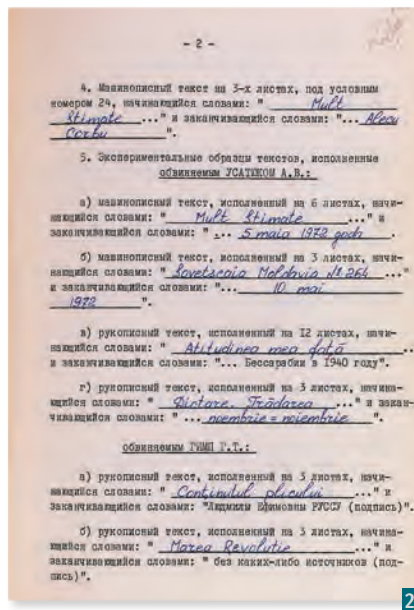 - 2 -
4. Машинописный текст на 3-х листах, под условным
номером 24, начинающийся словами: " Mult
Stimate ..." и заканчивающийся словами: "... Alecu
Corbu ".
5. Экспериментальные образцы текстов, исполненные
обвиняемым УСАТЮКОМ А.В.:
а) машинописный текст, исполненный на 6 листах, начи-
нающийся словами: " Mult Stimate ..." и
заканчивающийся словами: "... 5 maia 1972 goda .
б) машинописный текст, исполненный на 3 листах, начи-
нающийся словами: " Sovetscaia Moldavia № 264 ..."
и заканчивающийся словами: "... 10 mai
1972 ".
в) рукописный текст, исполненный на 12 листах, начи-
нающийся словами: " Atitudinea mea față ..
и заканчивающийся словами: "... Бессарабии в 1940 году".
г) рукописный текст, исполненный на 3 листах, начина-
ющийся словами: " Dictare. Trădarea ..." и закан-
чивающийся словами: " ... noembrie = noiembrie ".
обвиняемым ГИМП Г.Т.:
а) рукописный текст, исполненный на 3 листах, начи-
нающийся словами: " Conținutul plicului ..." и
заканчивающийся словами: "Людмилы Ефимовны РУССУ (подпись)".
б) рукописный текст, исполненный на 3 листах, начина-
ющийся словами: " Marea Revoluție ..." и
заканчивающийся словами: " без каких-либо источников (под-
пись)".
2